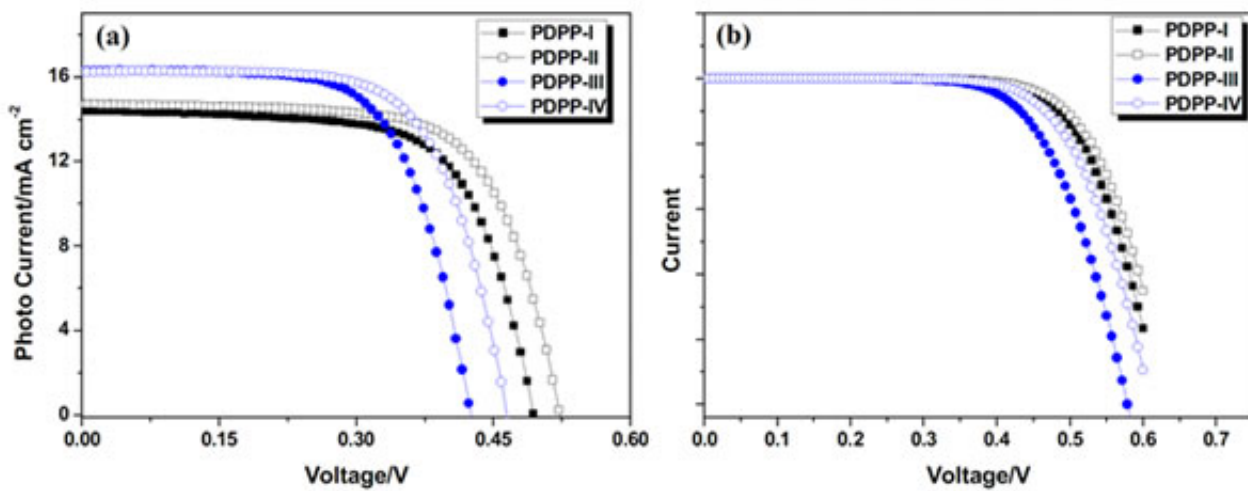 (a)
PDPP-I
PDPP-II
PDPP-III
PDPP-IV
Photo Current/mA cm-2
16
12
8
4
0
0.00 0.15 0.30 0.45 0.60
Voltage/V
(b)
PDPP-I
PDPP-II
PDPP-III
PDPP-IV
Current
0.0 0.1 0.2 0.3 0.4 0.5 0.6 0.7
Voltage/V